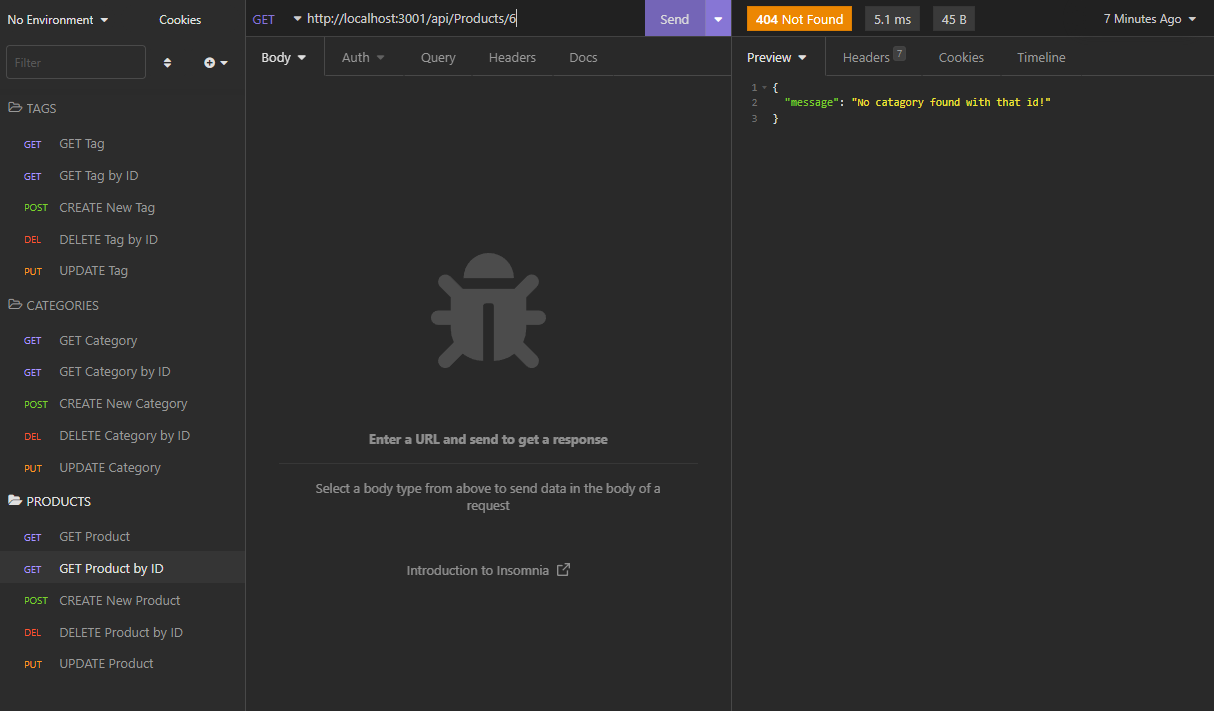 No Environment
Cookies
Filter
TAGS
GET GET Tag
GET GET Tag by ID
POST CREATE New Tag
DEL DELETE Tag by ID
PUT UPDATE Tag
CATEGORIES
GET GET Category
GET GET Category by ID
POST CREATE New Category
DEL DELETE Category by ID
PUT UPDATE Category
PRODUCTS
GET GET Product
GET GET Product by ID
POST CREATE New Product
DEL DELETE Product by ID
PUT UPDATE Product
GET http://localhost:3001/api/Products/6 Send
Body Auth Query Headers Docs
Enter a URL and send to get a response
Select a body type from above to send data in the body of a
request
Introduction to Insomnia
404 Not Found 5.1 ms 45 B 7 Minutes Ago
Preview Headers 7 Cookies Timeline
1 {
2 "message": "No catagory found with that id!"
3 }